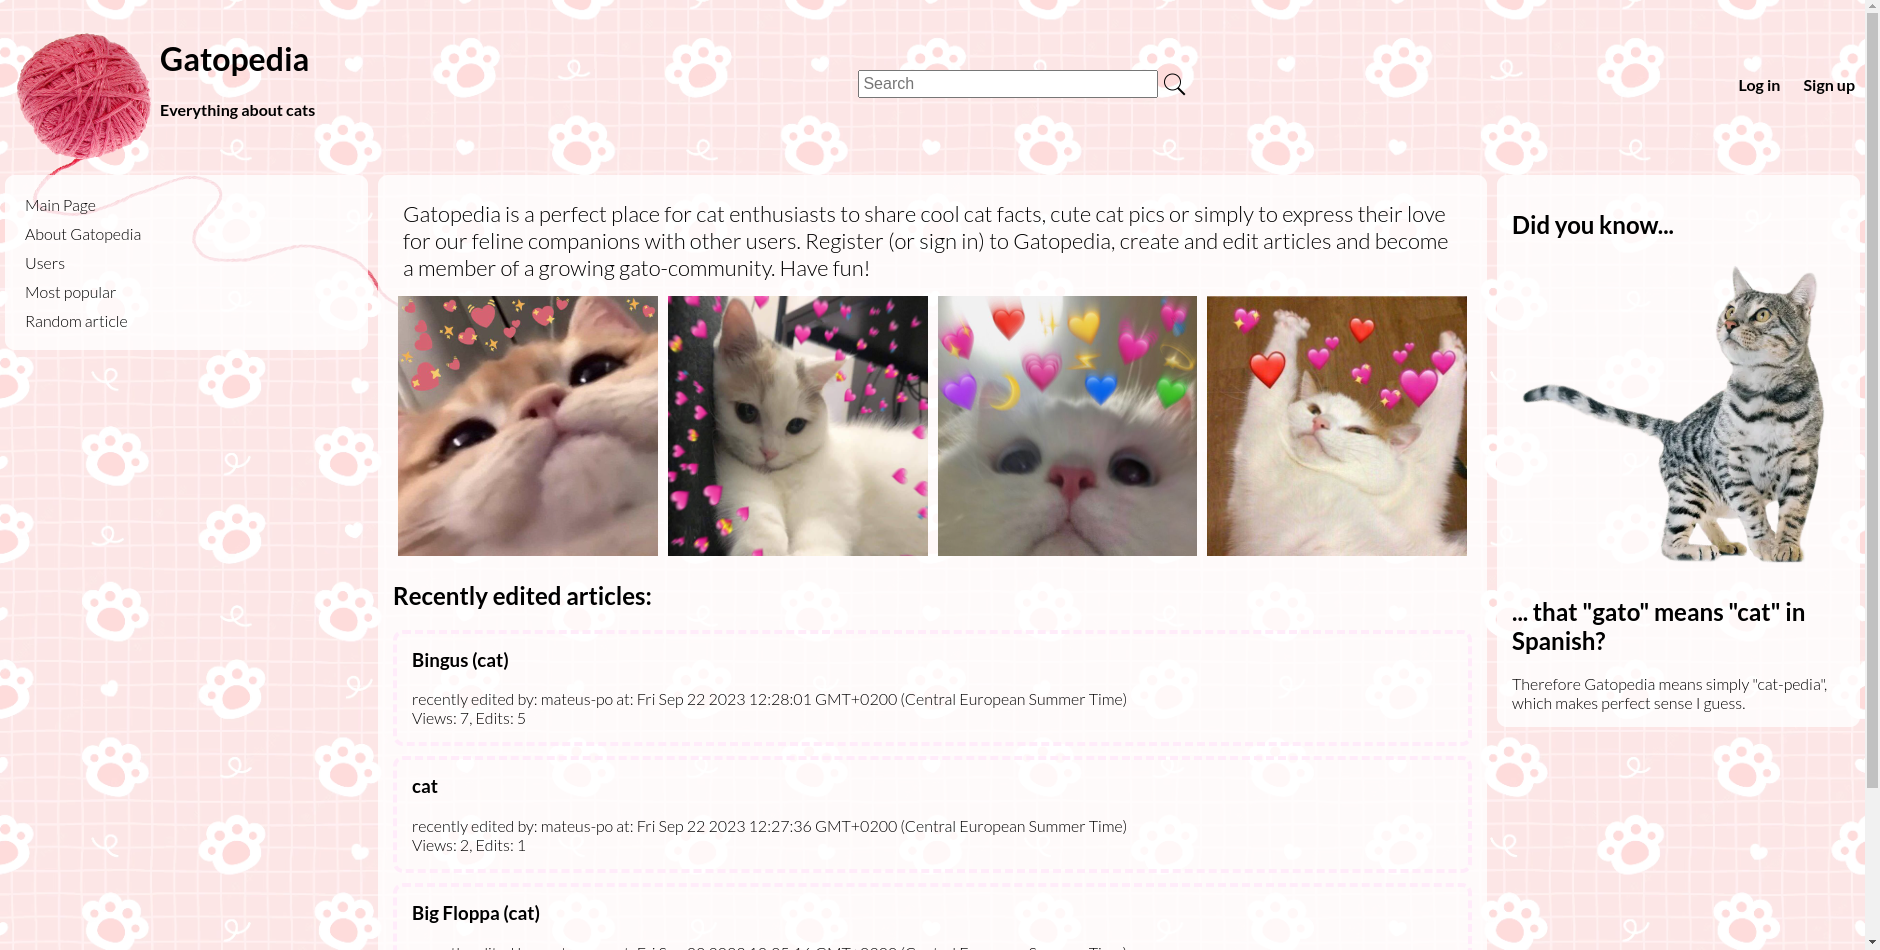 Gatopedia
Everything about cats
Search
Log in
Sign up
Main Page
About Gatopedia
Users
Most popular
Random article
Gatopedia is a perfect place for cat enthusiasts to share cool cat facts, cute cat pics or simply to express their love
for our feline companions with other users. Register (or sign in) to Gatopedia, create and edit articles and become
a member of a growing gato-community. Have fun!
Recently edited articles:
Bingus (cat)
recently edited by: mateus-po at: Fri Sep 22 2023 12:28:01 GMT+0200 (Central European Summer Time)
Views: 7, Edits: 5
cat
recently edited by: mateus-po at: Fri Sep 22 2023 12:27:36 GMT+0200 (Central European Summer Time)
Views: 2, Edits: 1
Big Floppa (cat)
Did you know...
... that "gato" means "cat" in
Spanish?
Therefore Gatopedia means simply "cat-pedia",
which makes perfect sense I guess.